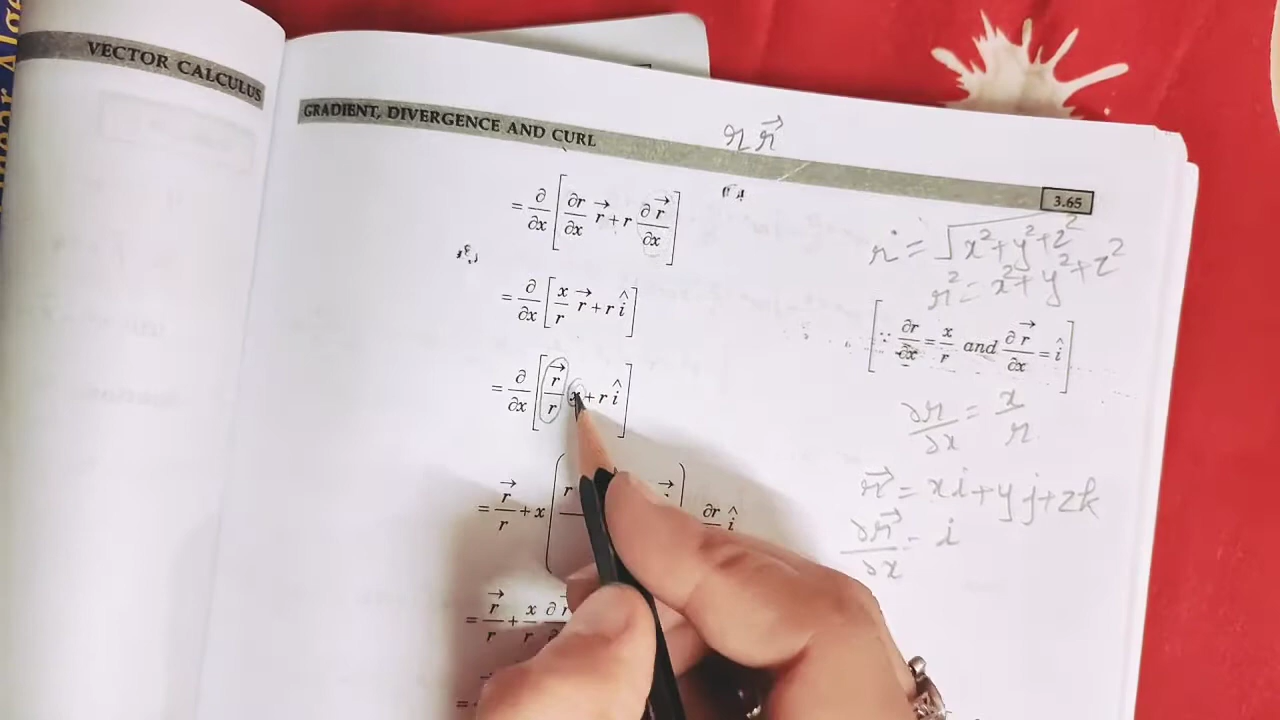 VECTOR CALCULUS
GRADIENT, DIVERGENCE AND CURL
r r⃗
3.65
= ∂/∂x [ ∂r/∂x r⃗ + r ∂r⃗/∂x ]
r = √x²+y²+z²
r² = x²+y²+z²
= ∂/∂x [ x/r r⃗ + r î ]
[ ∵ ∂r/∂x = x/r and ∂r⃗/∂x = î ]
= ∂/∂x [ r⃗/r x + r î ]
∂r/∂x = x/r
r⃗ = xi+yj+zk
= r⃗/r + x ( r
∂r/ î
∂r⃗/∂x = i
= r⃗/r + x/r ∂r⃗
=